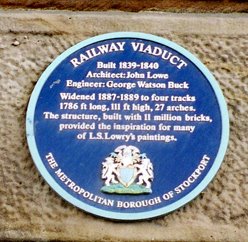 RAILWAY VIADUCT
Built 1839-1840
Architect: John Lowe
Engineer: George Watson Buck
Widened 1887-1889 to four tracks
1786 ft long, 111 ft high, 27 arches.
The structure, built with 11 million bricks,
provided the inspiration for many
of L.S. Lowry's paintings.
THE METROPOLITAN BOROUGH OF STOCKPORT